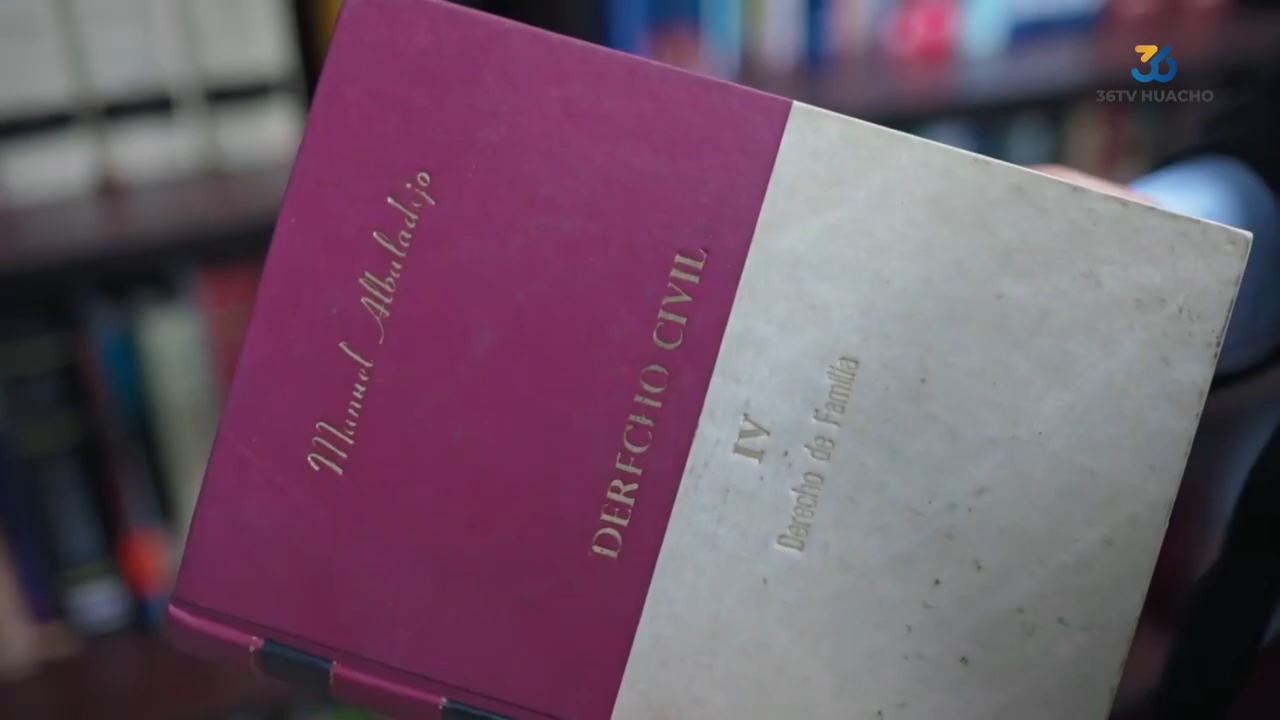 Manuel Albaladejo
DERECHO CIVIL
IV
Derecho de Familia
36
36TV HUACHO